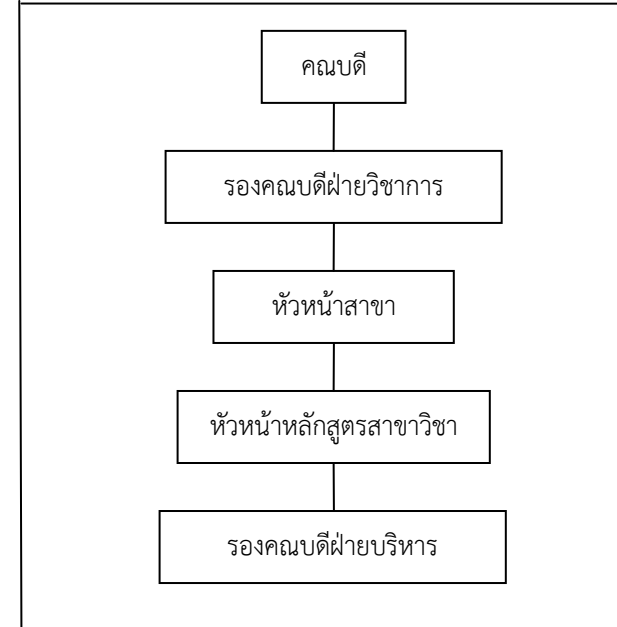 คณบดี
รองคณบดีฝ่ายวิชาการ
หัวหน้าสาขา
หัวหน้าหลักสูตรสาขาวิชา
รองคณบดีฝ่ายบริหาร